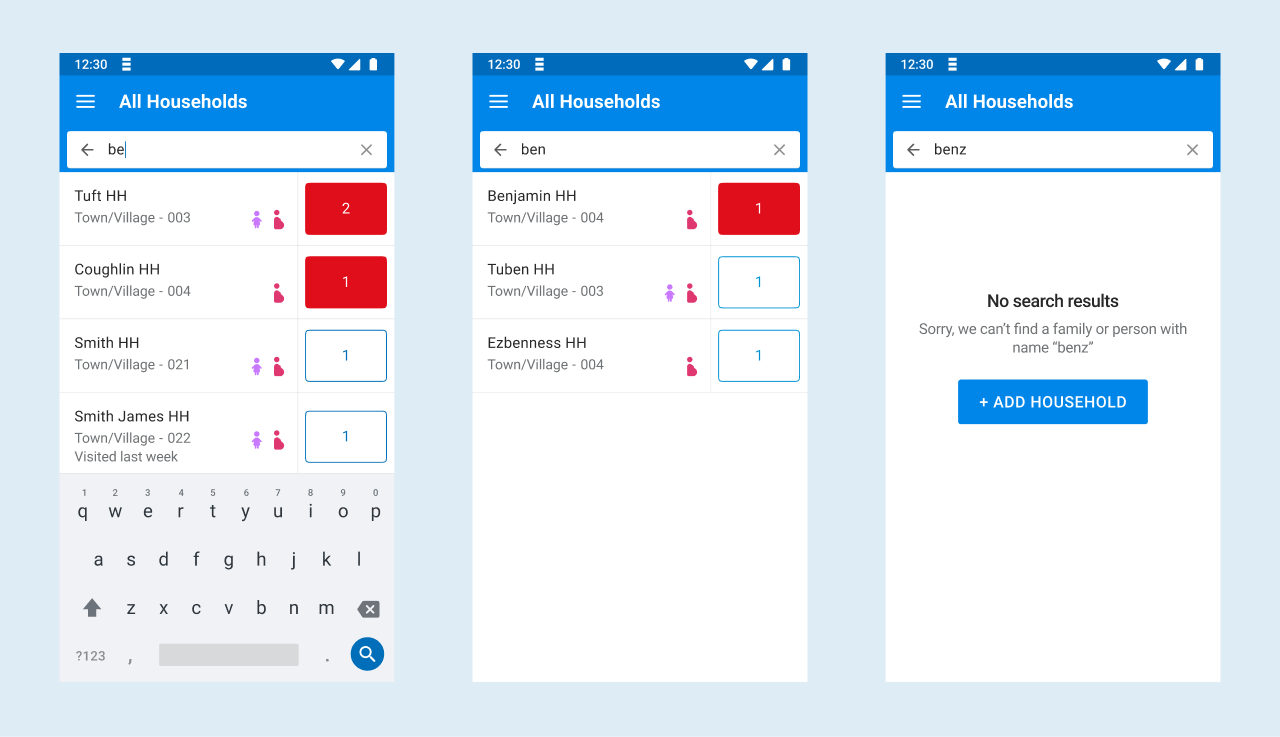 12:30
All Households
be
Tuft HH
Town/Village - 003
2
Coughlin HH
Town/Village - 004
1
Smith HH
Town/Village - 021
1
Smith James HH
Town/Village - 022
Visited last week
1
1 2 3 4 5 6 7 8 9 0
q w e r t y u i o p
a s d f g h j k l
z x c v b n m
?123 , .
12:30
All Households
ben
Benjamin HH
Town/Village - 004
1
Tuben HH
Town/Village - 003
1
Ezbenness HH
Town/Village - 004
1
12:30
All Households
benz
No search results
Sorry, we can’t find a family or person with
name “benz”
+ ADD HOUSEHOLD